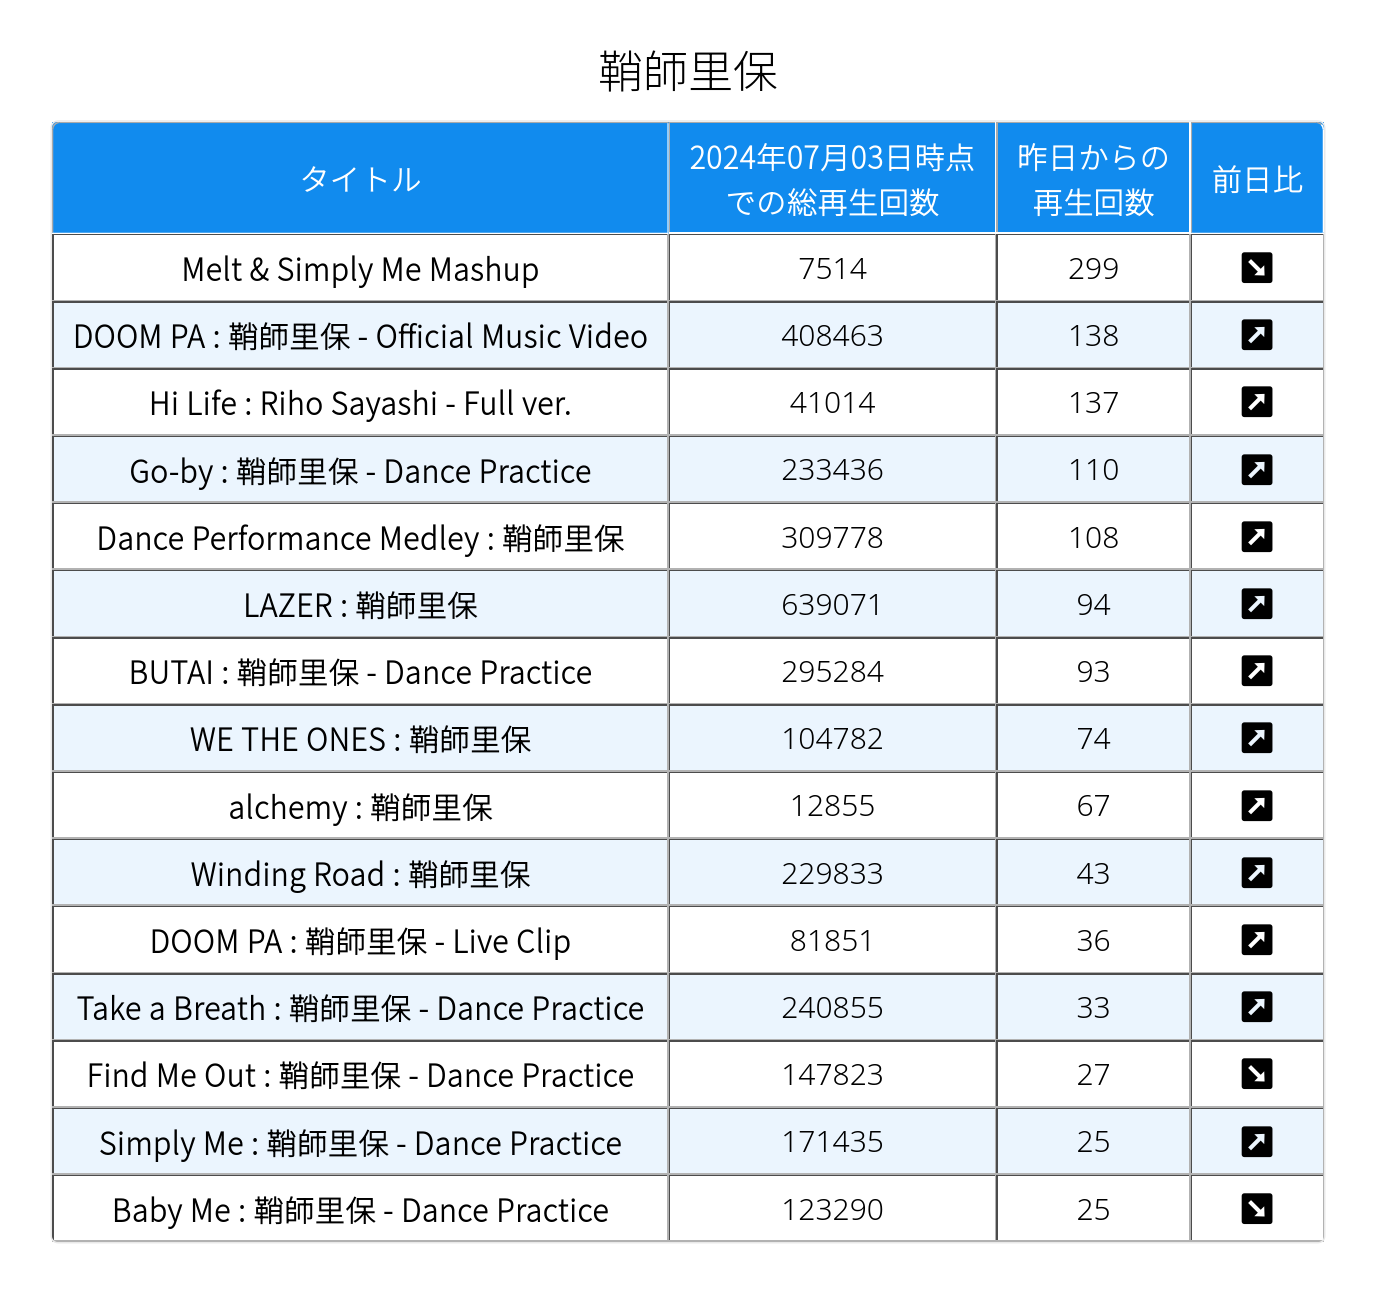 鞘師里保
タイトル 2024年07月03日時点 での総再生回数 昨日からの 再生回数 前日比
Melt & Simply Me Mashup 7514 299 ↘
DOOM PA : 鞘師里保 - Official Music Video 408463 138 ↗
Hi Life : Riho Sayashi - Full ver. 41014 137 ↗
Go-by : 鞘師里保 - Dance Practice 233436 110 ↗
Dance Performance Medley : 鞘師里保 309778 108 ↗
LAZER : 鞘師里保 639071 94 ↗
BUTAI : 鞘師里保 - Dance Practice 295284 93 ↗
WE THE ONES : 鞘師里保 104782 74 ↗
alchemy : 鞘師里保 12855 67 ↗
Winding Road : 鞘師里保 229833 43 ↗
DOOM PA : 鞘師里保 - Live Clip 81851 36 ↗
Take a Breath : 鞘師里保 - Dance Practice 240855 33 ↗
Find Me Out : 鞘師里保 - Dance Practice 147823 27 ↘
Simply Me : 鞘師里保 - Dance Practice 171435 25 ↗
Baby Me : 鞘師里保 - Dance Practice 123290 25 ↘